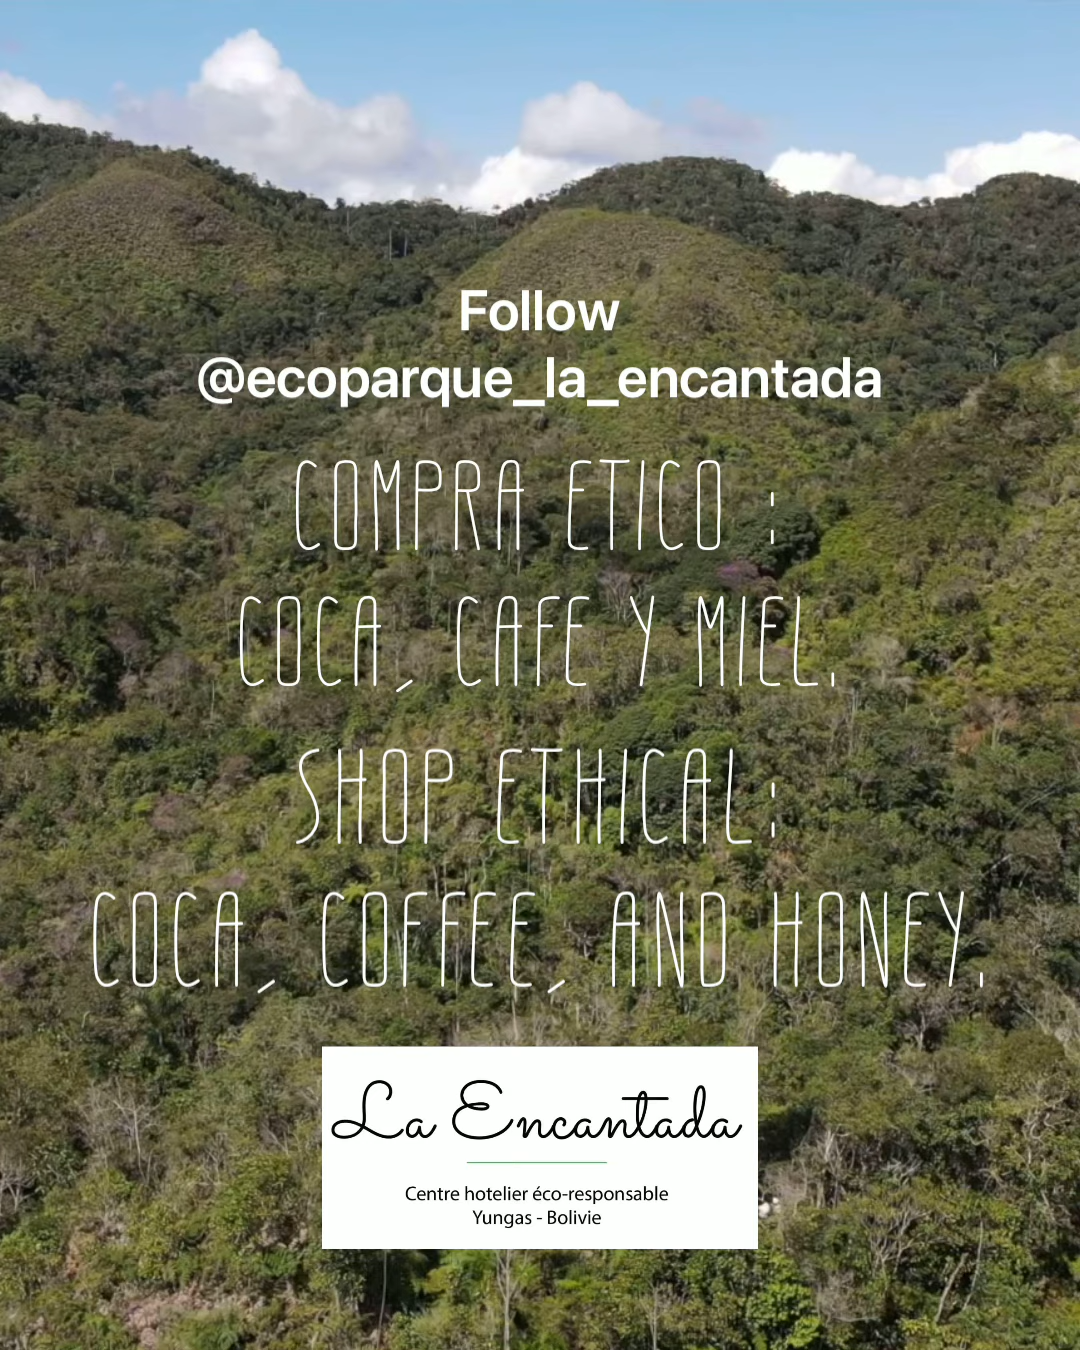 Follow
@ecoparque_la_encantada
COMPRA ETICO :
COCA, CAFE Y MIEL.
SHOP ETHICAL:
COCA, COFFEE, AND HONEY.
La Encantada
Centre hotelier éco-responsable
Yungas - Bolivie